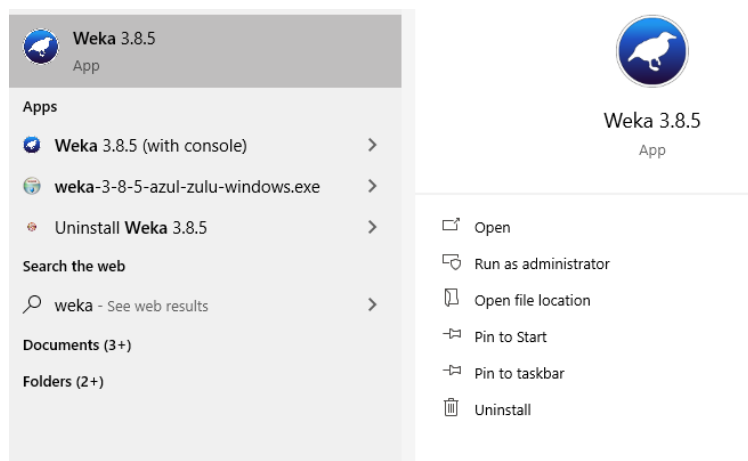 Weka 3.8.5
App
Apps
Weka 3.8.5 (with console)
weka-3-8-5-azul-zulu-windows.exe
Uninstall Weka 3.8.5
Search the web
weka - See web results
Documents (3+)
Folders (2+)
Weka 3.8.5
App
Open
Run as administrator
Open file location
Pin to Start
Pin to taskbar
Uninstall